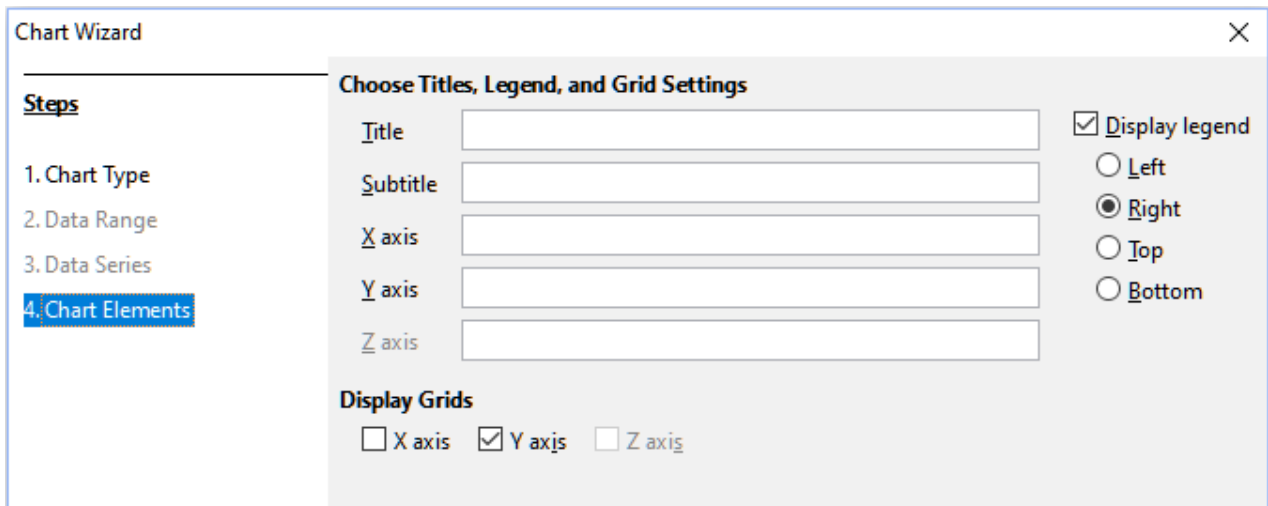 Chart Wizard
Steps
1. Chart Type
2. Data Range
3. Data Series
4. Chart Elements
Choose Titles, Legend, and Grid Settings
Title
Subtitle
X axis
Y axis
Z axis
Display legend
Left
Right
Top
Bottom
Display Grids
X axis Y axis Z axis